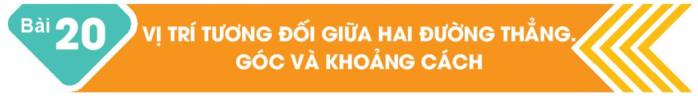 Bài 20
VỊ TRÍ TƯƠNG ĐỐI GIỮA HAI ĐƯỜNG THẲNG.
GÓC VÀ KHOẢNG CÁCH